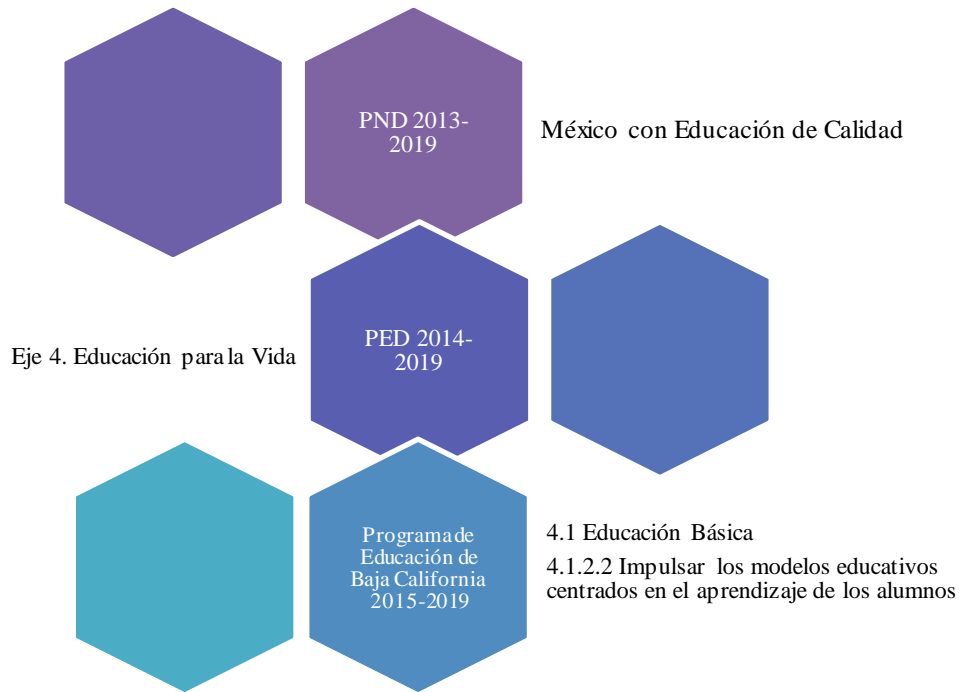 PND 2013-
2019
México con Educación de Calidad
Eje 4. Educación para la Vida
PED 2014-
2019
Programa de
Educación de
Baja California
2015-2019
4.1 Educación Básica
4.1.2.2 Impulsar los modelos educativos
centrados en el aprendizaje de los alumnos